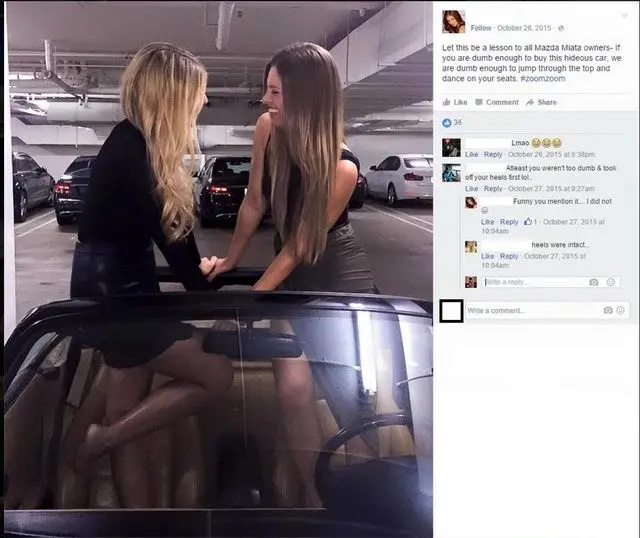 Follow · October 26, 2015 ·
Let this be a lesson to all Mazda Miata owners- if
you are dumb enough to buy this hideous car, we
are dumb enough to jump through the top and
dance on your seats. #zoomzoom
Like Comment Share
36
Lmao 😂😂😂
Like · Reply · October 26, 2015 at 9:38pm
Atleast you weren't too dumb & took
off your heels first lol..
Like · Reply · October 27, 2015 at 9:27am
Funny you mention it... I did not
☺
Like · Reply · 1 · October 27, 2015 at
10:04am
heels were intact...
Like · Reply · October 27, 2015 at
10:04am
Write a reply...
Write a comment...